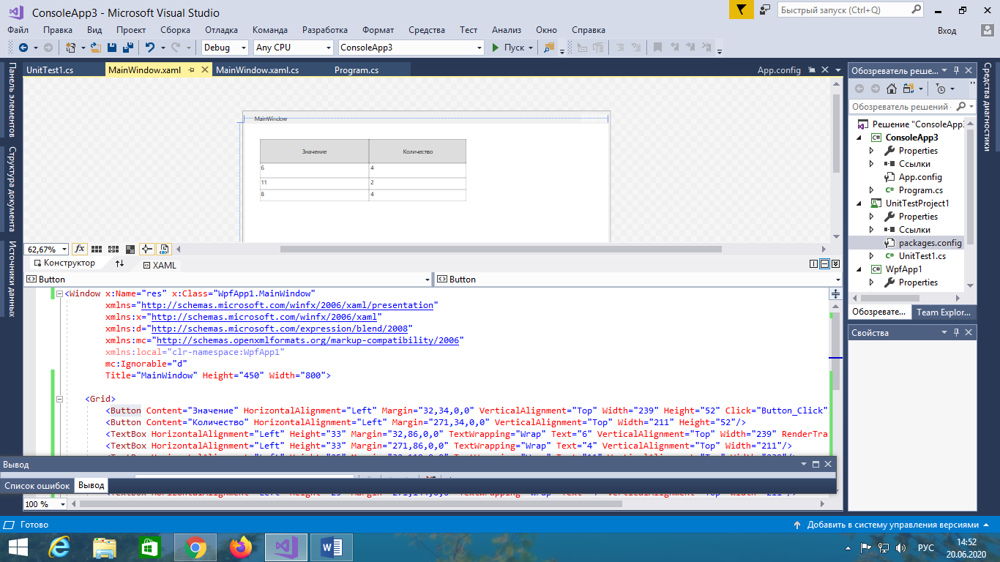 ConsoleApp3 - Microsoft Visual Studio
Быстрый запуск (Ctrl+Q)
Файл Правка Вид Проект Сборка Отладка Команда Разработка Формат Средства Тест Анализ Окно Справка
Вход
Debug Any CPU ConsoleApp3 Пуск
UnitTest1.cs MainWindow.xaml MainWindow.xaml.cs Program.cs App.config
Панель элементов
Структура документа
Источники данных
MainWindow
Значение Количество
6 4
11 2
8 4
62,67%
Конструктор XAML
Button Button
<Window x:Name="res" x:Class="WpfApp1.MainWindow"
xmlns="http://schemas.microsoft.com/winfx/2006/xaml/presentation"
xmlns:x="http://schemas.microsoft.com/winfx/2006/xaml"
xmlns:d="http://schemas.microsoft.com/expression/blend/2008"
xmlns:mc="http://schemas.openxmlformats.org/markup-compatibility/2006"
xmlns:local="clr-namespace:WpfApp1"
mc:Ignorable="d"
Title="MainWindow" Height="450" Width="800">
<Grid>
<Button Content="Значение" HorizontalAlignment="Left" Margin="32,34,0,0" VerticalAlignment="Top" Width="239" Height="52" Click="Button_Click"
<Button Content="Количество" HorizontalAlignment="Left" Margin="271,34,0,0" VerticalAlignment="Top" Width="211" Height="52"/>
<TextBox HorizontalAlignment="Left" Height="33" Margin="32,86,0,0" TextWrapping="Wrap" Text="6" VerticalAlignment="Top" Width="239" RenderTra
<TextBox HorizontalAlignment="Left" Height="33" Margin="271,86,0,0" TextWrapping="Wrap" Text="4" VerticalAlignment="Top" Width="211"/>
Вывод
Список ошибок Вывод
100 %
Обозреватель реше...
Обозреватель решений -
Решение "ConsoleApp3
ConsoleApp3
Properties
Ссылки
App.config
Program.cs
UnitTestProject1
Properties
Ссылки
packages.config
UnitTest1.cs
WpfApp1
Properties
Обозревате... Team Explor...
Свойства
Средства диагностики
Готово
Добавить в систему управления версиями
РУС
14:52
20.06.2020